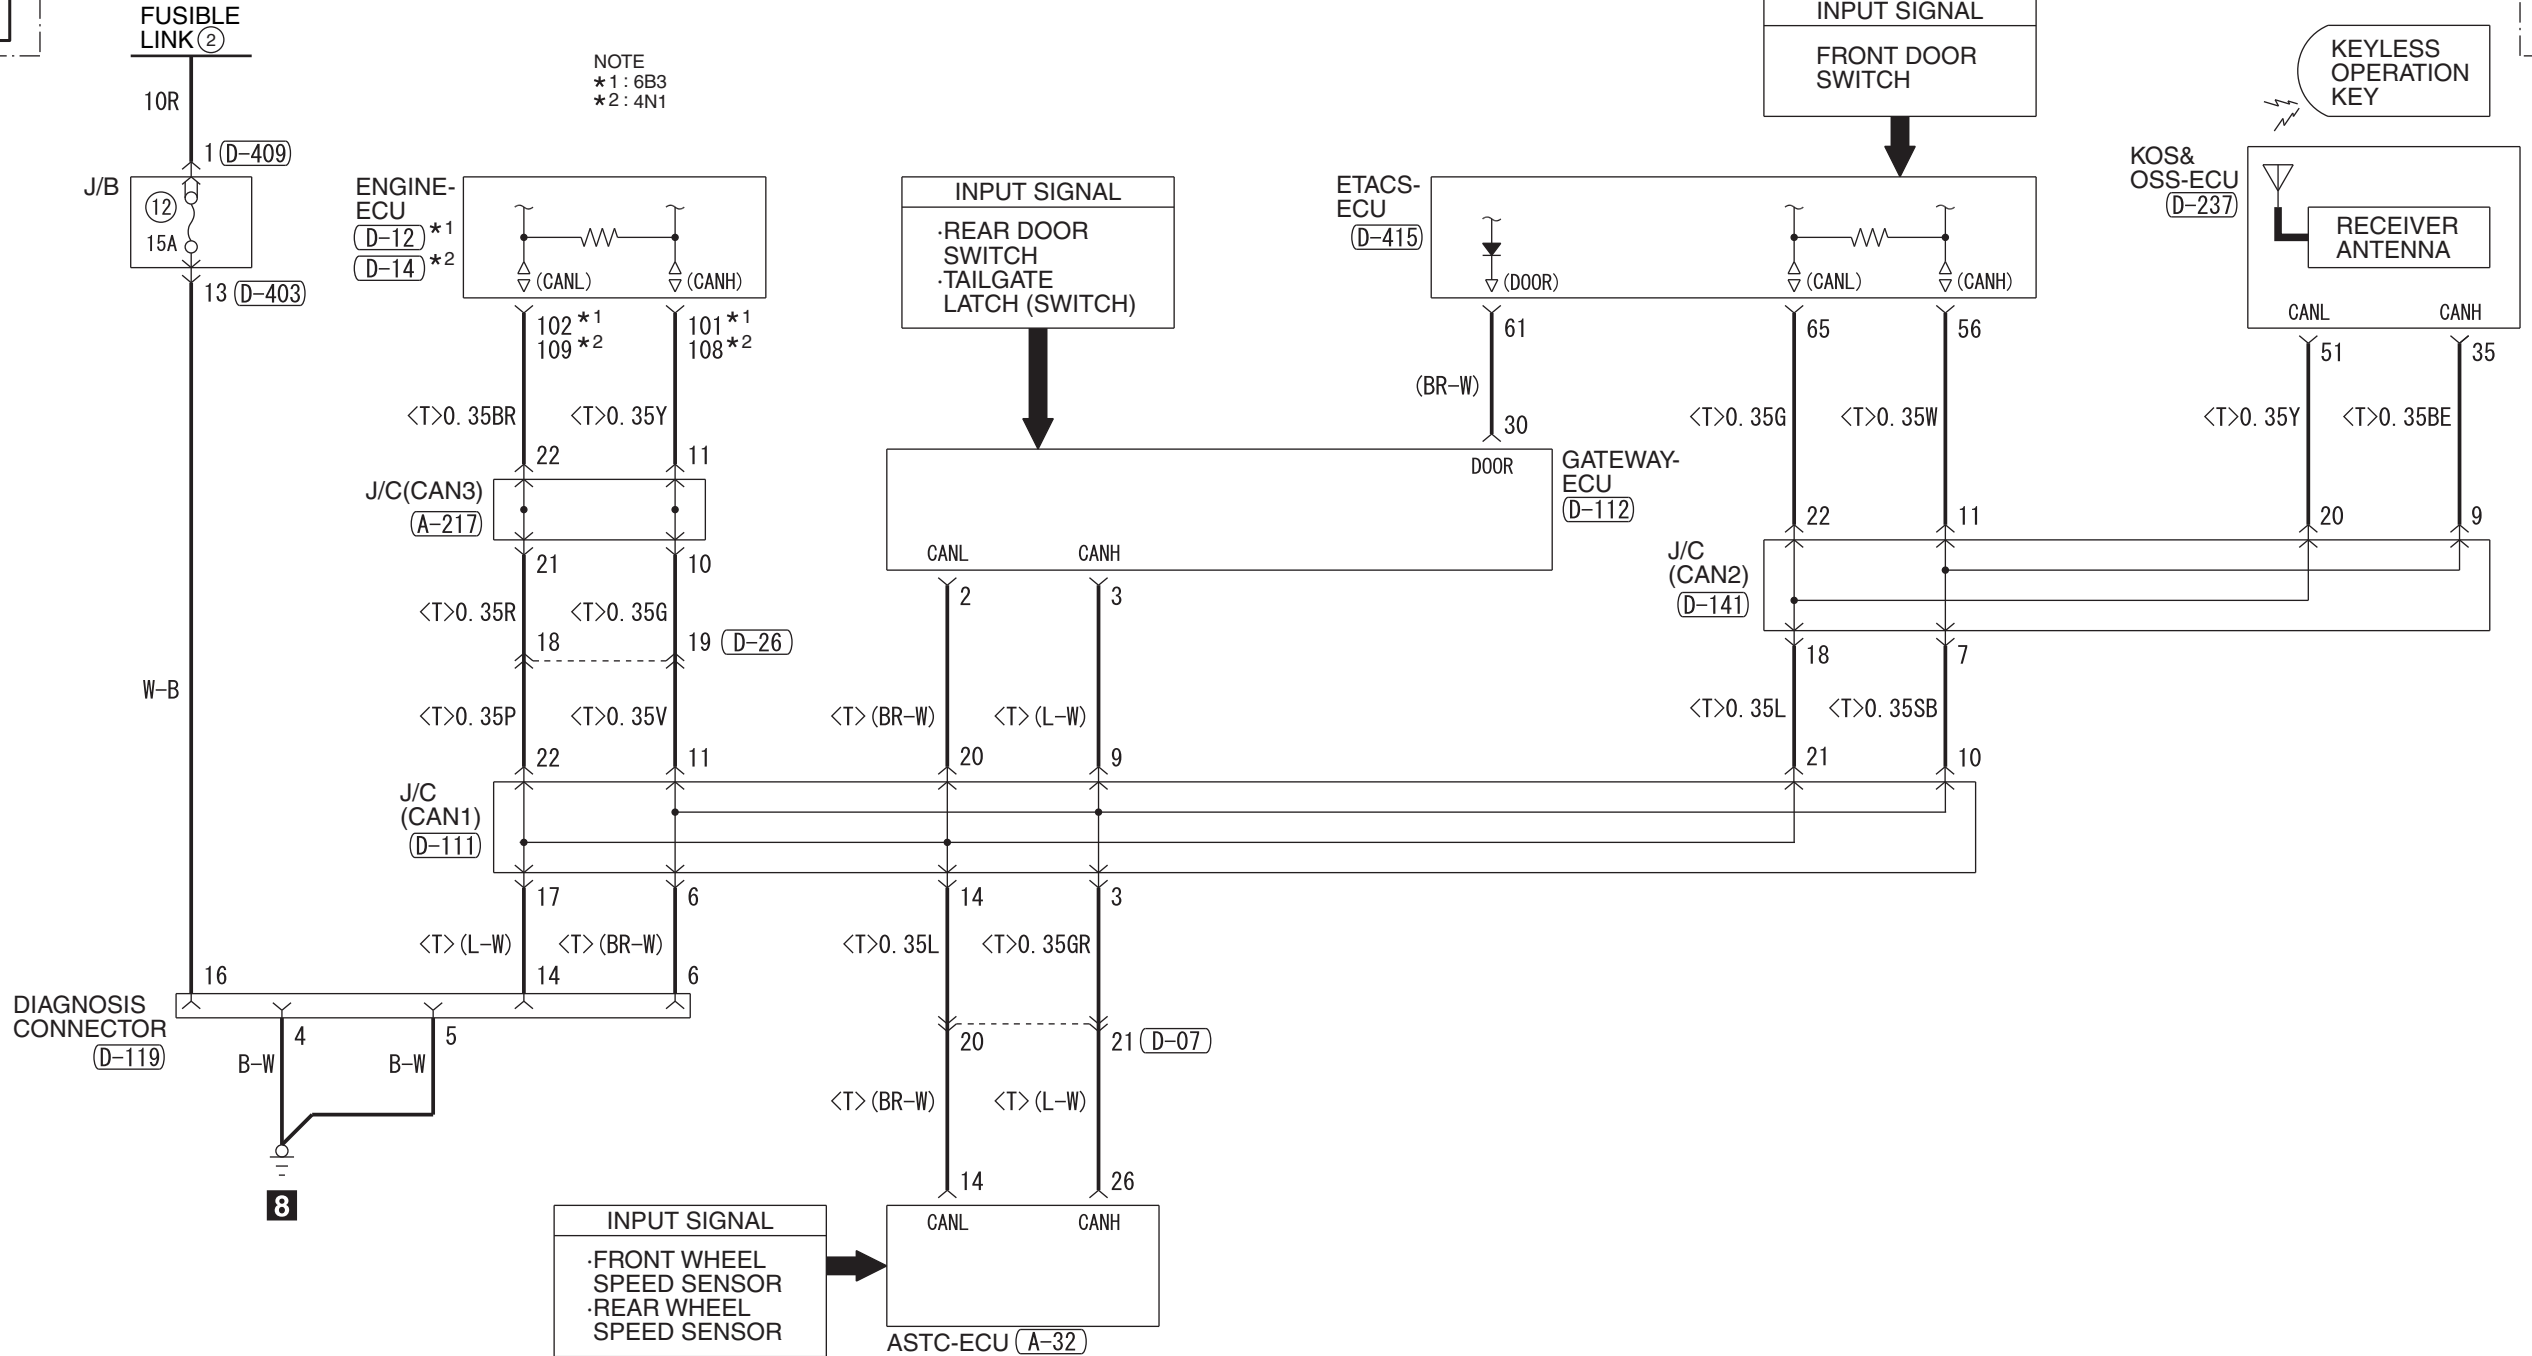 FUSIBLE
LINK ②
10R
1 D-409
J/B
⑫
15A
13 D-403
W-B
NOTE
*1 : 6B3
*2 : 4N1
ENGINE-
ECU
D-12 *1
D-14 *2
(CANL)
(CANH)
102 *1
109 *2
101 *1
108 *2
<T>0. 35BR
<T>0. 35Y
22
11
J/C(CAN3)
A-217
21
10
<T>0. 35R
<T>0. 35G
18
19 D-26
<T>0. 35P
<T>0. 35V
22
11
INPUT SIGNAL
·REAR DOOR
SWITCH
·TAILGATE
LATCH (SWITCH)
INPUT SIGNAL
FRONT DOOR
SWITCH
ETACS-
ECU
D-415
(DOOR)
(CANL)
(CANH)
61
65
56
(BR-W)
30
DOOR
GATEWAY-
ECU
D-112
CANL
CANH
2
3
<T>(BR-W)
<T>(L-W)
20
9
<T>0. 35G
<T>0. 35W
22
11
KEYLESS
OPERATION
KEY
KOS&
OSS-ECU
D-237
RECEIVER
ANTENNA
CANL
CANH
51
35
<T>0. 35Y
<T>0. 35BE
20
9
J/C
(CAN2)
D-141
18
7
<T>0. 35L
<T>0. 35SB
21
10
J/C
(CAN1)
D-111
17
6
14
3
<T>(L-W)
<T>(BR-W)
<T>0. 35L
<T>0. 35GR
16
14
6
DIAGNOSIS
CONNECTOR
D-119
4
5
B-W
B-W
8
20
21 D-07
<T>(BR-W)
<T>(L-W)
14
26
INPUT SIGNAL
·FRONT WHEEL
SPEED SENSOR
·REAR WHEEL
SPEED SENSOR
CANL
CANH
ASTC-ECU A-32